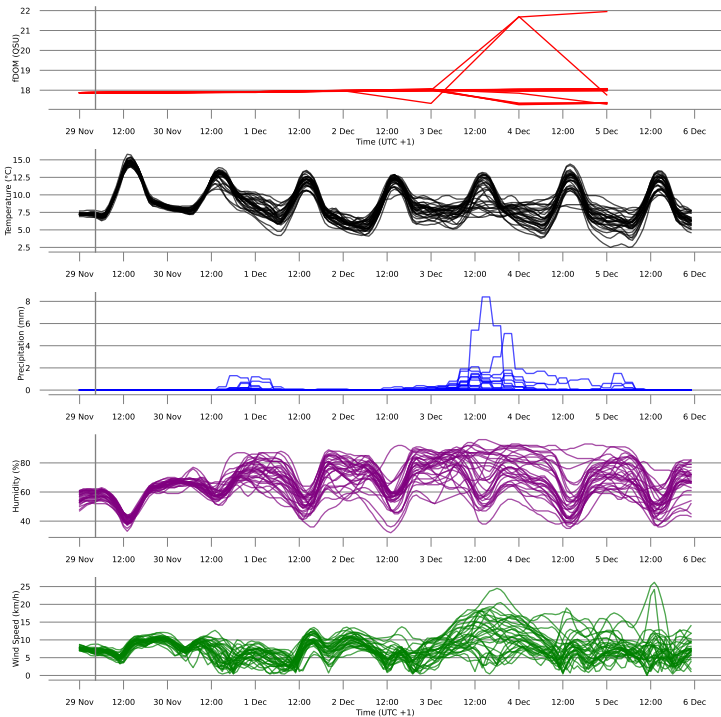 22
21
20
19
18
fDOM (QSU)
29 Nov 12:00 30 Nov 12:00 1 Dec 12:00 2 Dec 12:00 3 Dec 12:00 4 Dec 12:00 5 Dec 12:00 6 Dec
Time (UTC +1)
15.0
12.5
10.0
7.5
5.0
2.5
Temperature (°C)
29 Nov 12:00 30 Nov 12:00 1 Dec 12:00 2 Dec 12:00 3 Dec 12:00 4 Dec 12:00 5 Dec 12:00 6 Dec
8
6
4
2
0
Precipitation (mm)
29 Nov 12:00 30 Nov 12:00 1 Dec 12:00 2 Dec 12:00 3 Dec 12:00 4 Dec 12:00 5 Dec 12:00 6 Dec
80
60
40
Humidity (%)
29 Nov 12:00 30 Nov 12:00 1 Dec 12:00 2 Dec 12:00 3 Dec 12:00 4 Dec 12:00 5 Dec 12:00 6 Dec
25
20
15
10
5
0
Wind Speed (km/h)
29 Nov 12:00 30 Nov 12:00 1 Dec 12:00 2 Dec 12:00 3 Dec 12:00 4 Dec 12:00 5 Dec 12:00 6 Dec
Time (UTC +1)